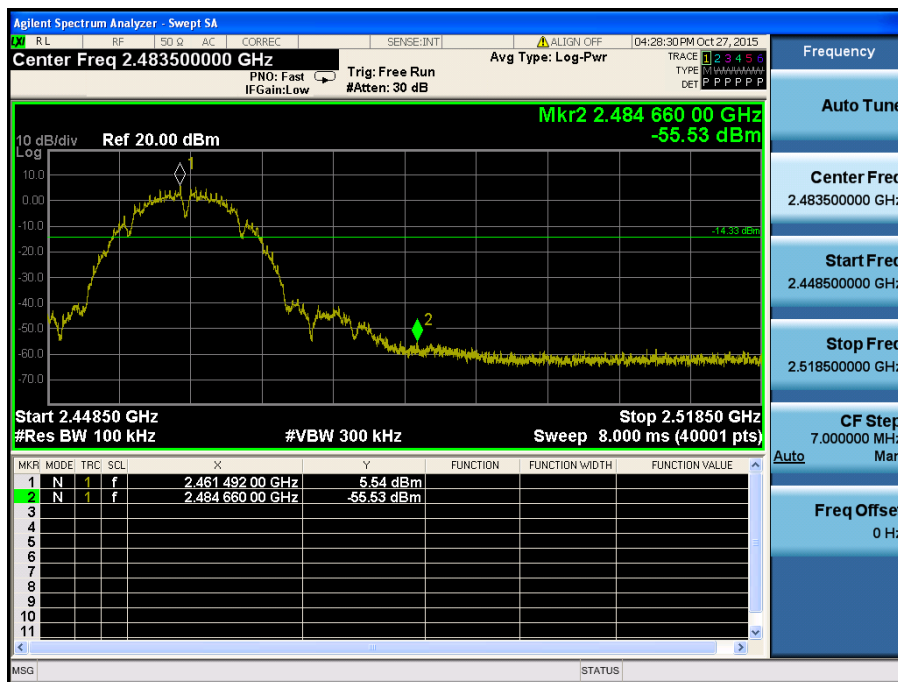 Agilent Spectrum Analyzer - Swept SA
LXI RL RF 50 Ω AC CORREC SENSE:INT ALIGN OFF 04:28:30 PM Oct 27, 2015
Center Freq 2.483500000 GHz
PNO: Fast
IFGain:Low
Trig: Free Run
#Atten: 30 dB
Avg Type: Log-Pwr
TRACE 1 2 3 4 5 6
TYPE M WWWWW
DET P P P P P P
Mkr2 2.484 660 00 GHz
-55.53 dBm
10 dB/div Ref 20.00 dBm
Log
10.0
0.00
-10.0
-20.0
-30.0
-40.0
-50.0
-60.0
-70.0
1
-14.33 dBm
2
Start 2.44850 GHz Stop 2.51850 GHz
#Res BW 100 kHz #VBW 300 kHz Sweep 8.000 ms (40001 pts)
MKR MODE TRC SCL X Y FUNCTION FUNCTION WIDTH FUNCTION VALUE
1 N 1 f 2.461 492 00 GHz 5.54 dBm
2 N 1 f 2.484 660 00 GHz -55.53 dBm
3
4
5
6
7
8
9
10
11
MSG STATUS
Frequency
Auto Tune
Center Freq
2.483500000 GHz
Start Freq
2.448500000 GHz
Stop Freq
2.518500000 GHz
CF Step
7.000000 MHz
Auto Man
Freq Offset
0 Hz